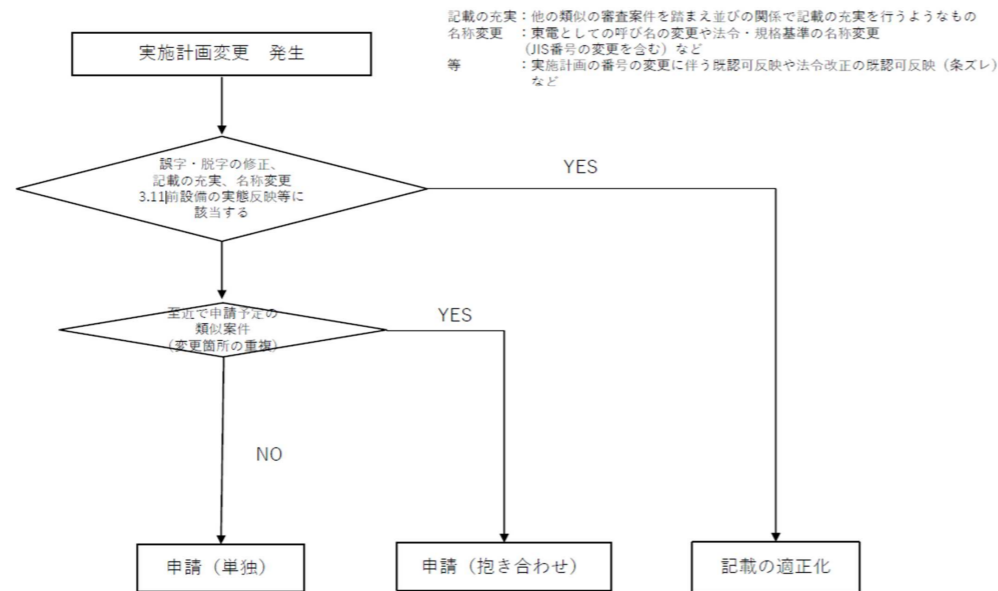 記載の充実：他の類似の審査案件を踏まえ並びの関係で記載の充実を行うようなもの
名称変更　：東電としての呼び名の変更や法令・規格基準の名称変更
（JIS番号の変更を含む）など
等　　　　：実施計画の番号の変更に伴う既認可反映や法令改正の既認可反映（条ズレ）
など
実施計画変更　発生
誤字・脱字の修正、
記載の充実、名称変更
3.11前設備の実態反映等に
該当する
YES
至近で申請予定の
類似案件
（変更箇所の重複）
YES
NO
申請（単独）
申請（抱き合わせ）
記載の適正化